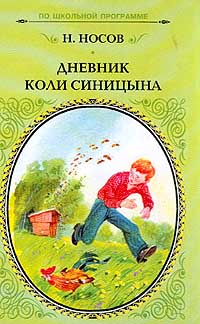 ПО ШКОЛЬНОЙ ПРОГРАММЕ
Н. НОСОВ
ДНЕВНИК
КОЛИ СИНИЦЫНА